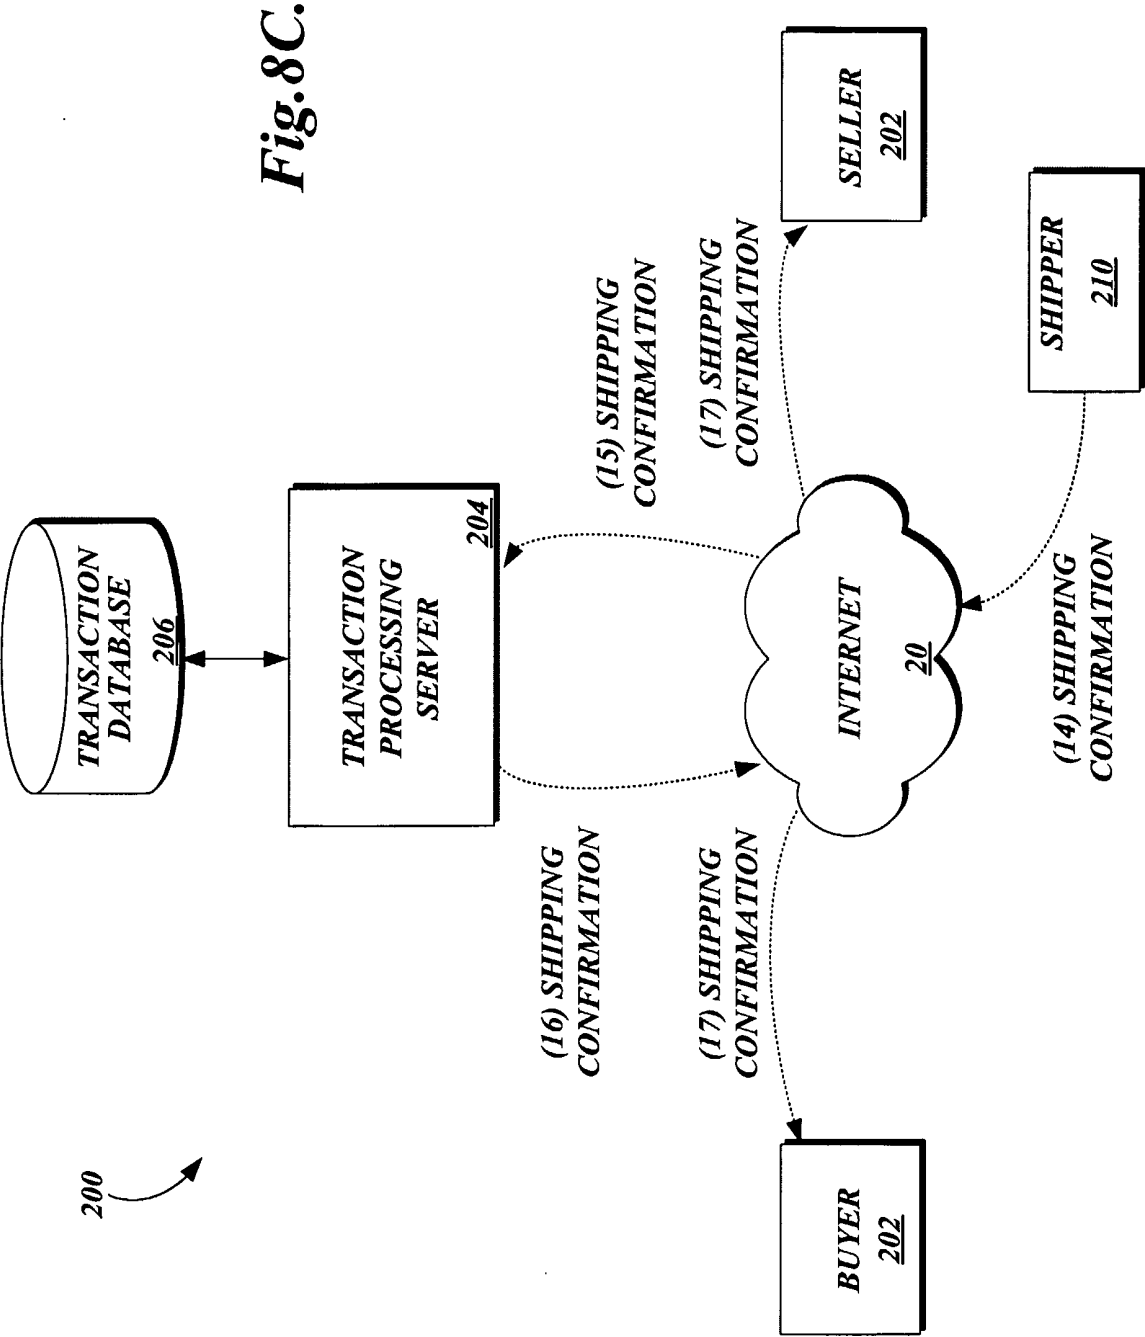 200
TRANSACTION
DATABASE
206
TRANSACTION
PROCESSING
SERVER
204
(16) SHIPPING
CONFIRMATION
(15) SHIPPING
CONFIRMATION
(17) SHIPPING
CONFIRMATION
(17) SHIPPING
CONFIRMATION
BUYER
202
INTERNET
20
SELLER
202
(14) SHIPPING
CONFIRMATION
SHIPPER
210
Fig.8C.